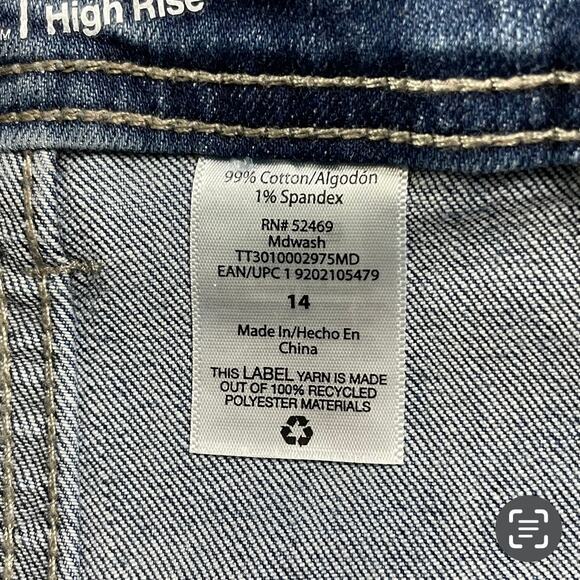 High Rise
99% Cotton/Algodón
1% Spandex
RN# 52469
Mdwash
TT3010002975MD
EAN/UPC 1 9202105479
14
Made In/Hecho En
China
THIS LABEL YARN IS MADE
OUT OF 100% RECYCLED
POLYESTER MATERIALS